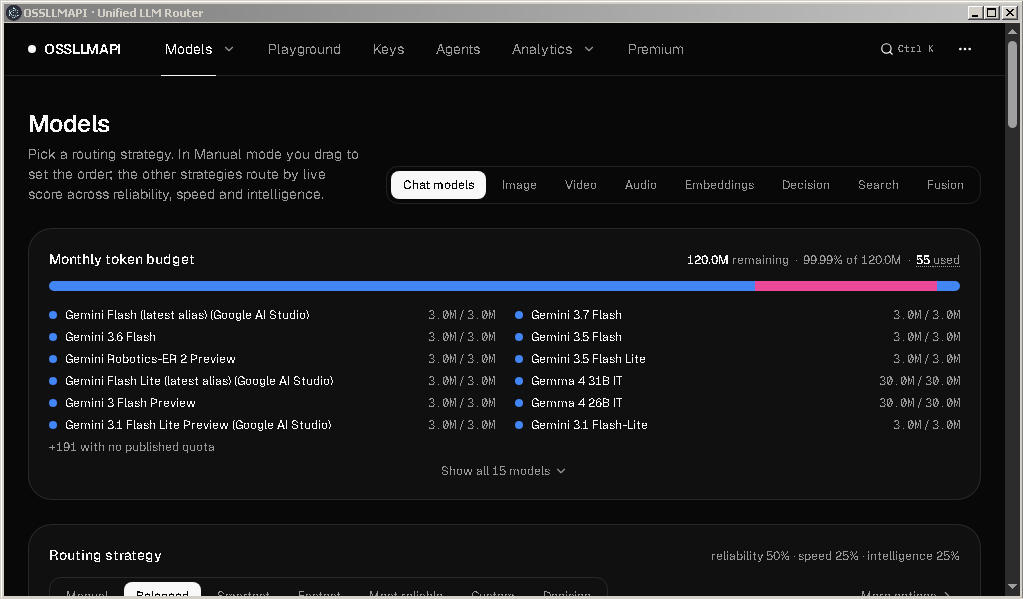 OSSLLMAPI · Unified LLM Router
OSSLLMAPI
Models
Playground
Keys
Agents
Analytics
Premium
Ctrl K
Models
Pick a routing strategy. In Manual mode you drag to
set the order; the other strategies route by live
score across reliability, speed and intelligence.
Chat models
Image
Video
Audio
Embeddings
Decision
Search
Fusion
Monthly token budget
120.0M remaining · 99.99% of 120.0M · 55 used
Gemini Flash (latest alias) (Google AI Studio) 3.0M / 3.0M
Gemini 3.7 Flash 3.0M / 3.0M
Gemini 3.6 Flash 3.0M / 3.0M
Gemini 3.5 Flash 3.0M / 3.0M
Gemini Robotics-ER 2 Preview 3.0M / 3.0M
Gemini 3.5 Flash Lite 3.0M / 3.0M
Gemini Flash Lite (latest alias) (Google AI Studio) 3.0M / 3.0M
Gemma 4 31B IT 30.0M / 30.0M
Gemini 3 Flash Preview 3.0M / 3.0M
Gemma 4 26B IT 30.0M / 30.0M
Gemini 3.1 Flash Lite Preview (Google AI Studio) 3.0M / 3.0M
Gemini 3.1 Flash-Lite 3.0M / 3.0M
+191 with no published quota
Show all 15 models
Routing strategy
reliability 50% · speed 25% · intelligence 25%
Manual
Balanced
Smartest
Fastest
Most reliable
Custom
Decision
More options